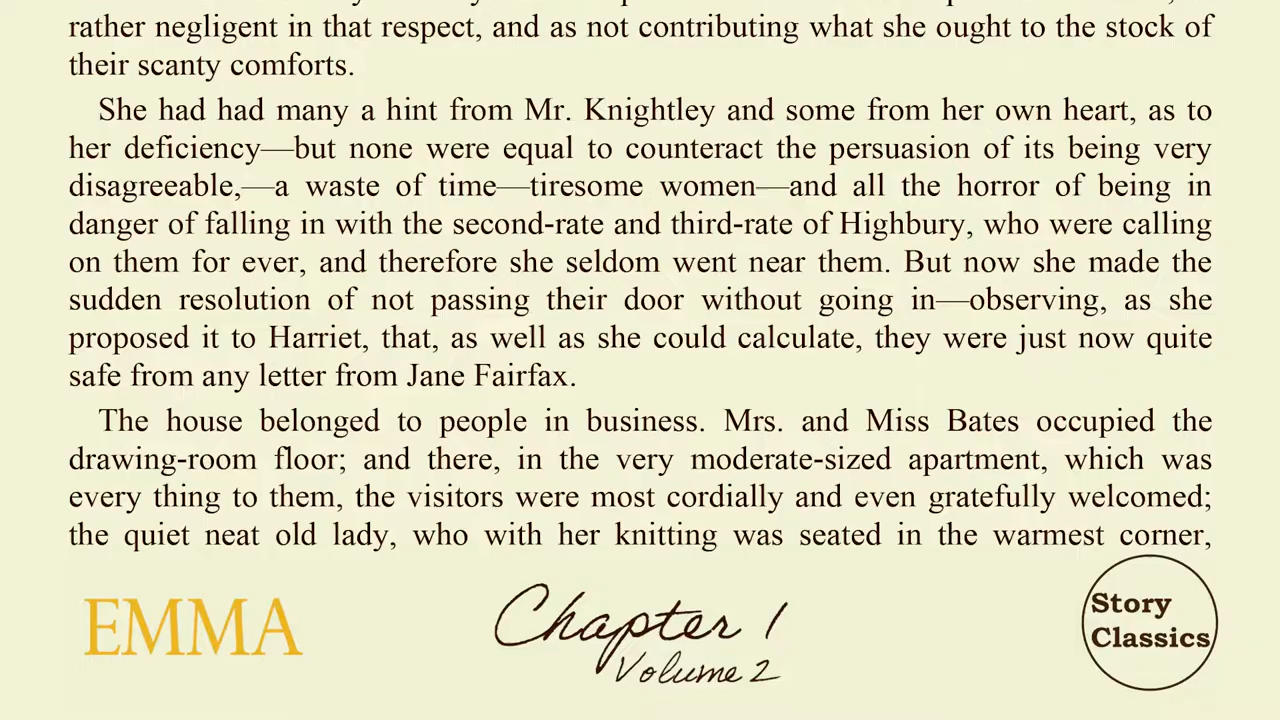 rather negligent in that respect, and as not contributing what she ought to the stock of
their scanty comforts.
She had had many a hint from Mr. Knightley and some from her own heart, as to
her deficiency—but none were equal to counteract the persuasion of its being very
disagreeable,—a waste of time—tiresome women—and all the horror of being in
danger of falling in with the second-rate and third-rate of Highbury, who were calling
on them for ever, and therefore she seldom went near them. But now she made the
sudden resolution of not passing their door without going in—observing, as she
proposed it to Harriet, that, as well as she could calculate, they were just now quite
safe from any letter from Jane Fairfax.
The house belonged to people in business. Mrs. and Miss Bates occupied the
drawing-room floor; and there, in the very moderate-sized apartment, which was
every thing to them, the visitors were most cordially and even gratefully welcomed;
the quiet neat old lady, who with her knitting was seated in the warmest corner,
EMMA
Chapter 1
Volume 2
Story
Classics